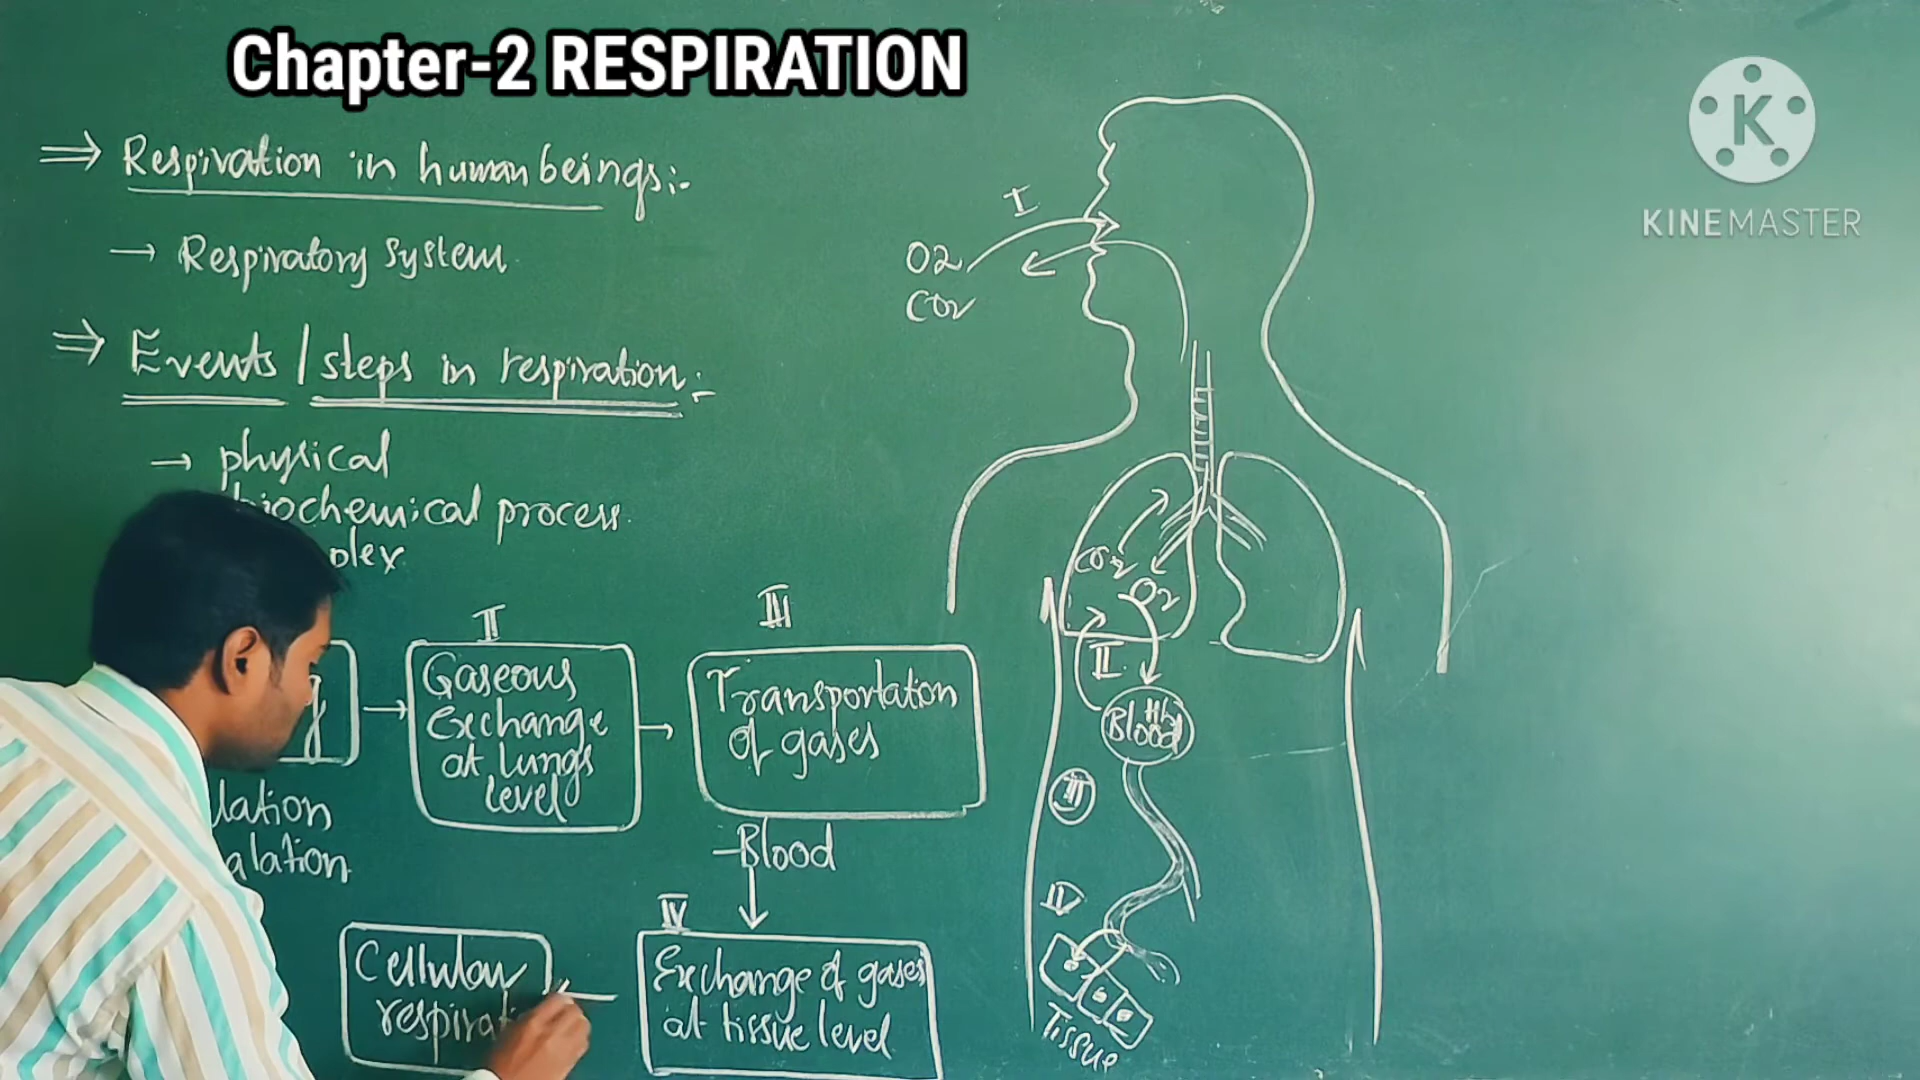 Chapter-2 RESPIRATION
KINEMASTER
⇒ Respiration in human beings:-
→ Respiratory System
⇒ Events / steps in respiration:-
→ physical
biochemical process
olex
I
O2
CO2
CO2
O2
II
Hb
Blood
III
IV
Tissue
II
Gaseous
Exchange
at lungs
level
III
Transportation
of gases
-Blood
lation
alation
IV
Exchange of gases
at tissue level
Cellular
respirat